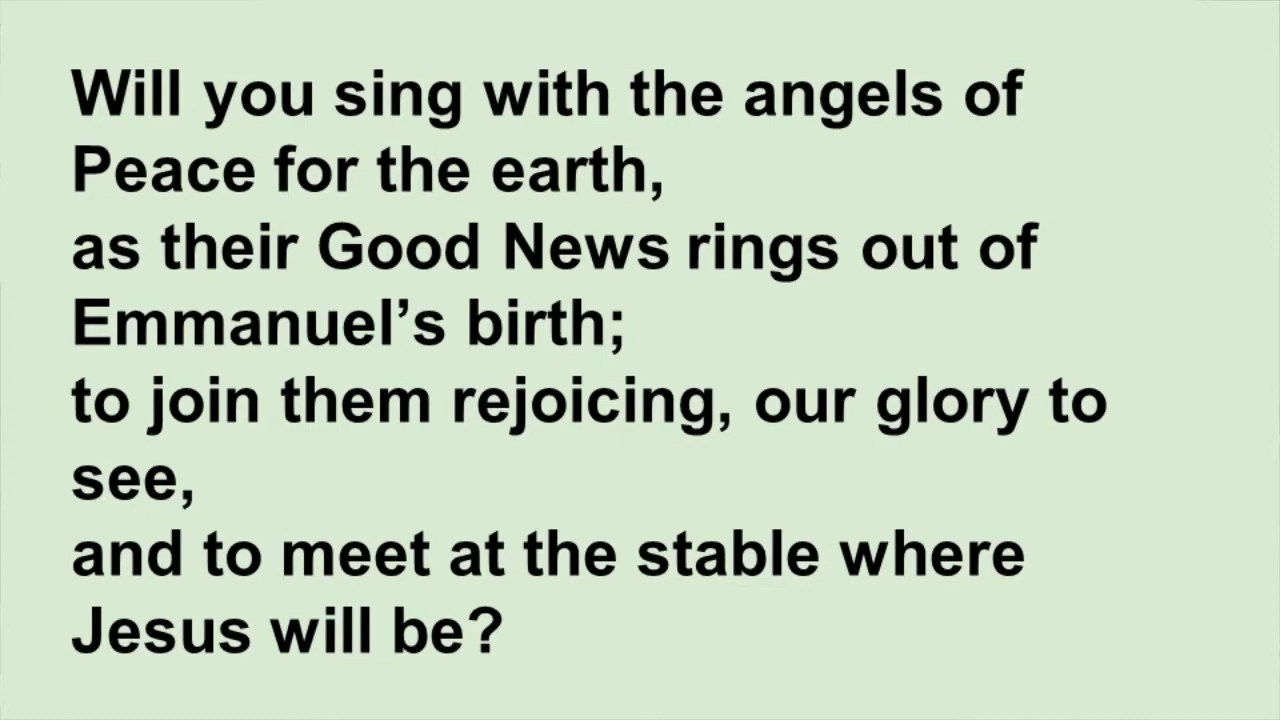 Will you sing with the angels of
Peace for the earth,
as their Good News rings out of
Emmanuel’s birth;
to join them rejoicing, our glory to
see,
and to meet at the stable where
Jesus will be?